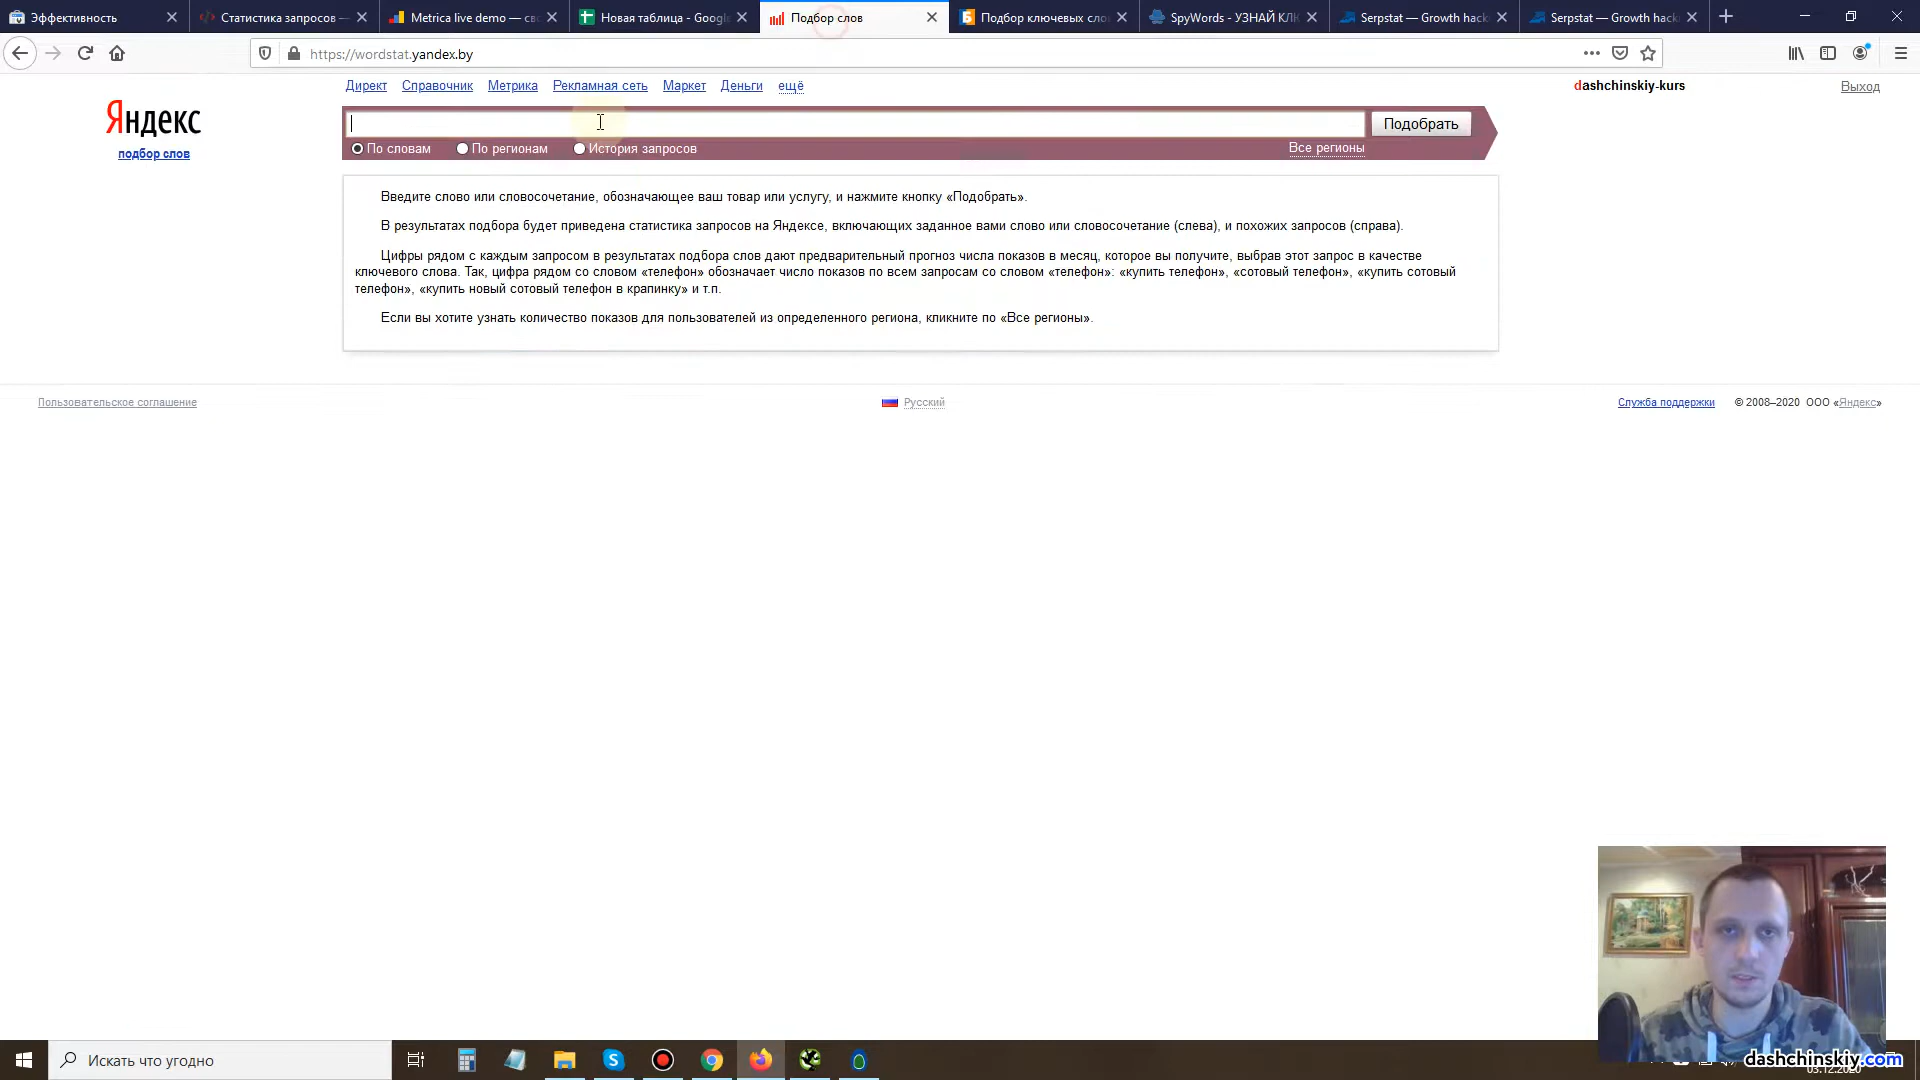 Эффективность
Статистика запросов —
Metrica live demo — св
Новая таблица - Google
Подбор слов
Подбор ключевых сло
SpyWords - УЗНАЙ КЛЮ
Serpstat — Growth hack
Serpstat — Growth hack
https://wordstat.yandex.by
Директ Справочник Метрика Рекламная сеть Маркет Деньги ещё
dashchinskiy-kurs
Выход
Яндекс
подбор слов
Подобрать
По словам По регионам История запросов
Все регионы
Введите слово или словосочетание, обозначающее ваш товар или услугу, и нажмите кнопку «Подобрать».
В результатах подбора будет приведена статистика запросов на Яндексе, включающих заданное вами слово или словосочетание (слева), и похожих запросов (справа).
Цифры рядом с каждым запросом в результатах подбора слов дают предварительный прогноз числа показов в месяц, которое вы получите, выбрав этот запрос в качестве
ключевого слова. Так, цифра рядом со словом «телефон» обозначает число показов по всем запросам со словом «телефон»: «купить телефон», «сотовый телефон», «купить сотовый
телефон», «купить новый сотовый телефон в крапинку» и т.п.
Если вы хотите узнать количество показов для пользователей из определенного региона, кликните по «Все регионы».
Пользовательское соглашение
Русский
Служба поддержки
© 2008–2020 ООО «Яндекс»
Искать что угодно
dashchinskiy.com
03.12.2020